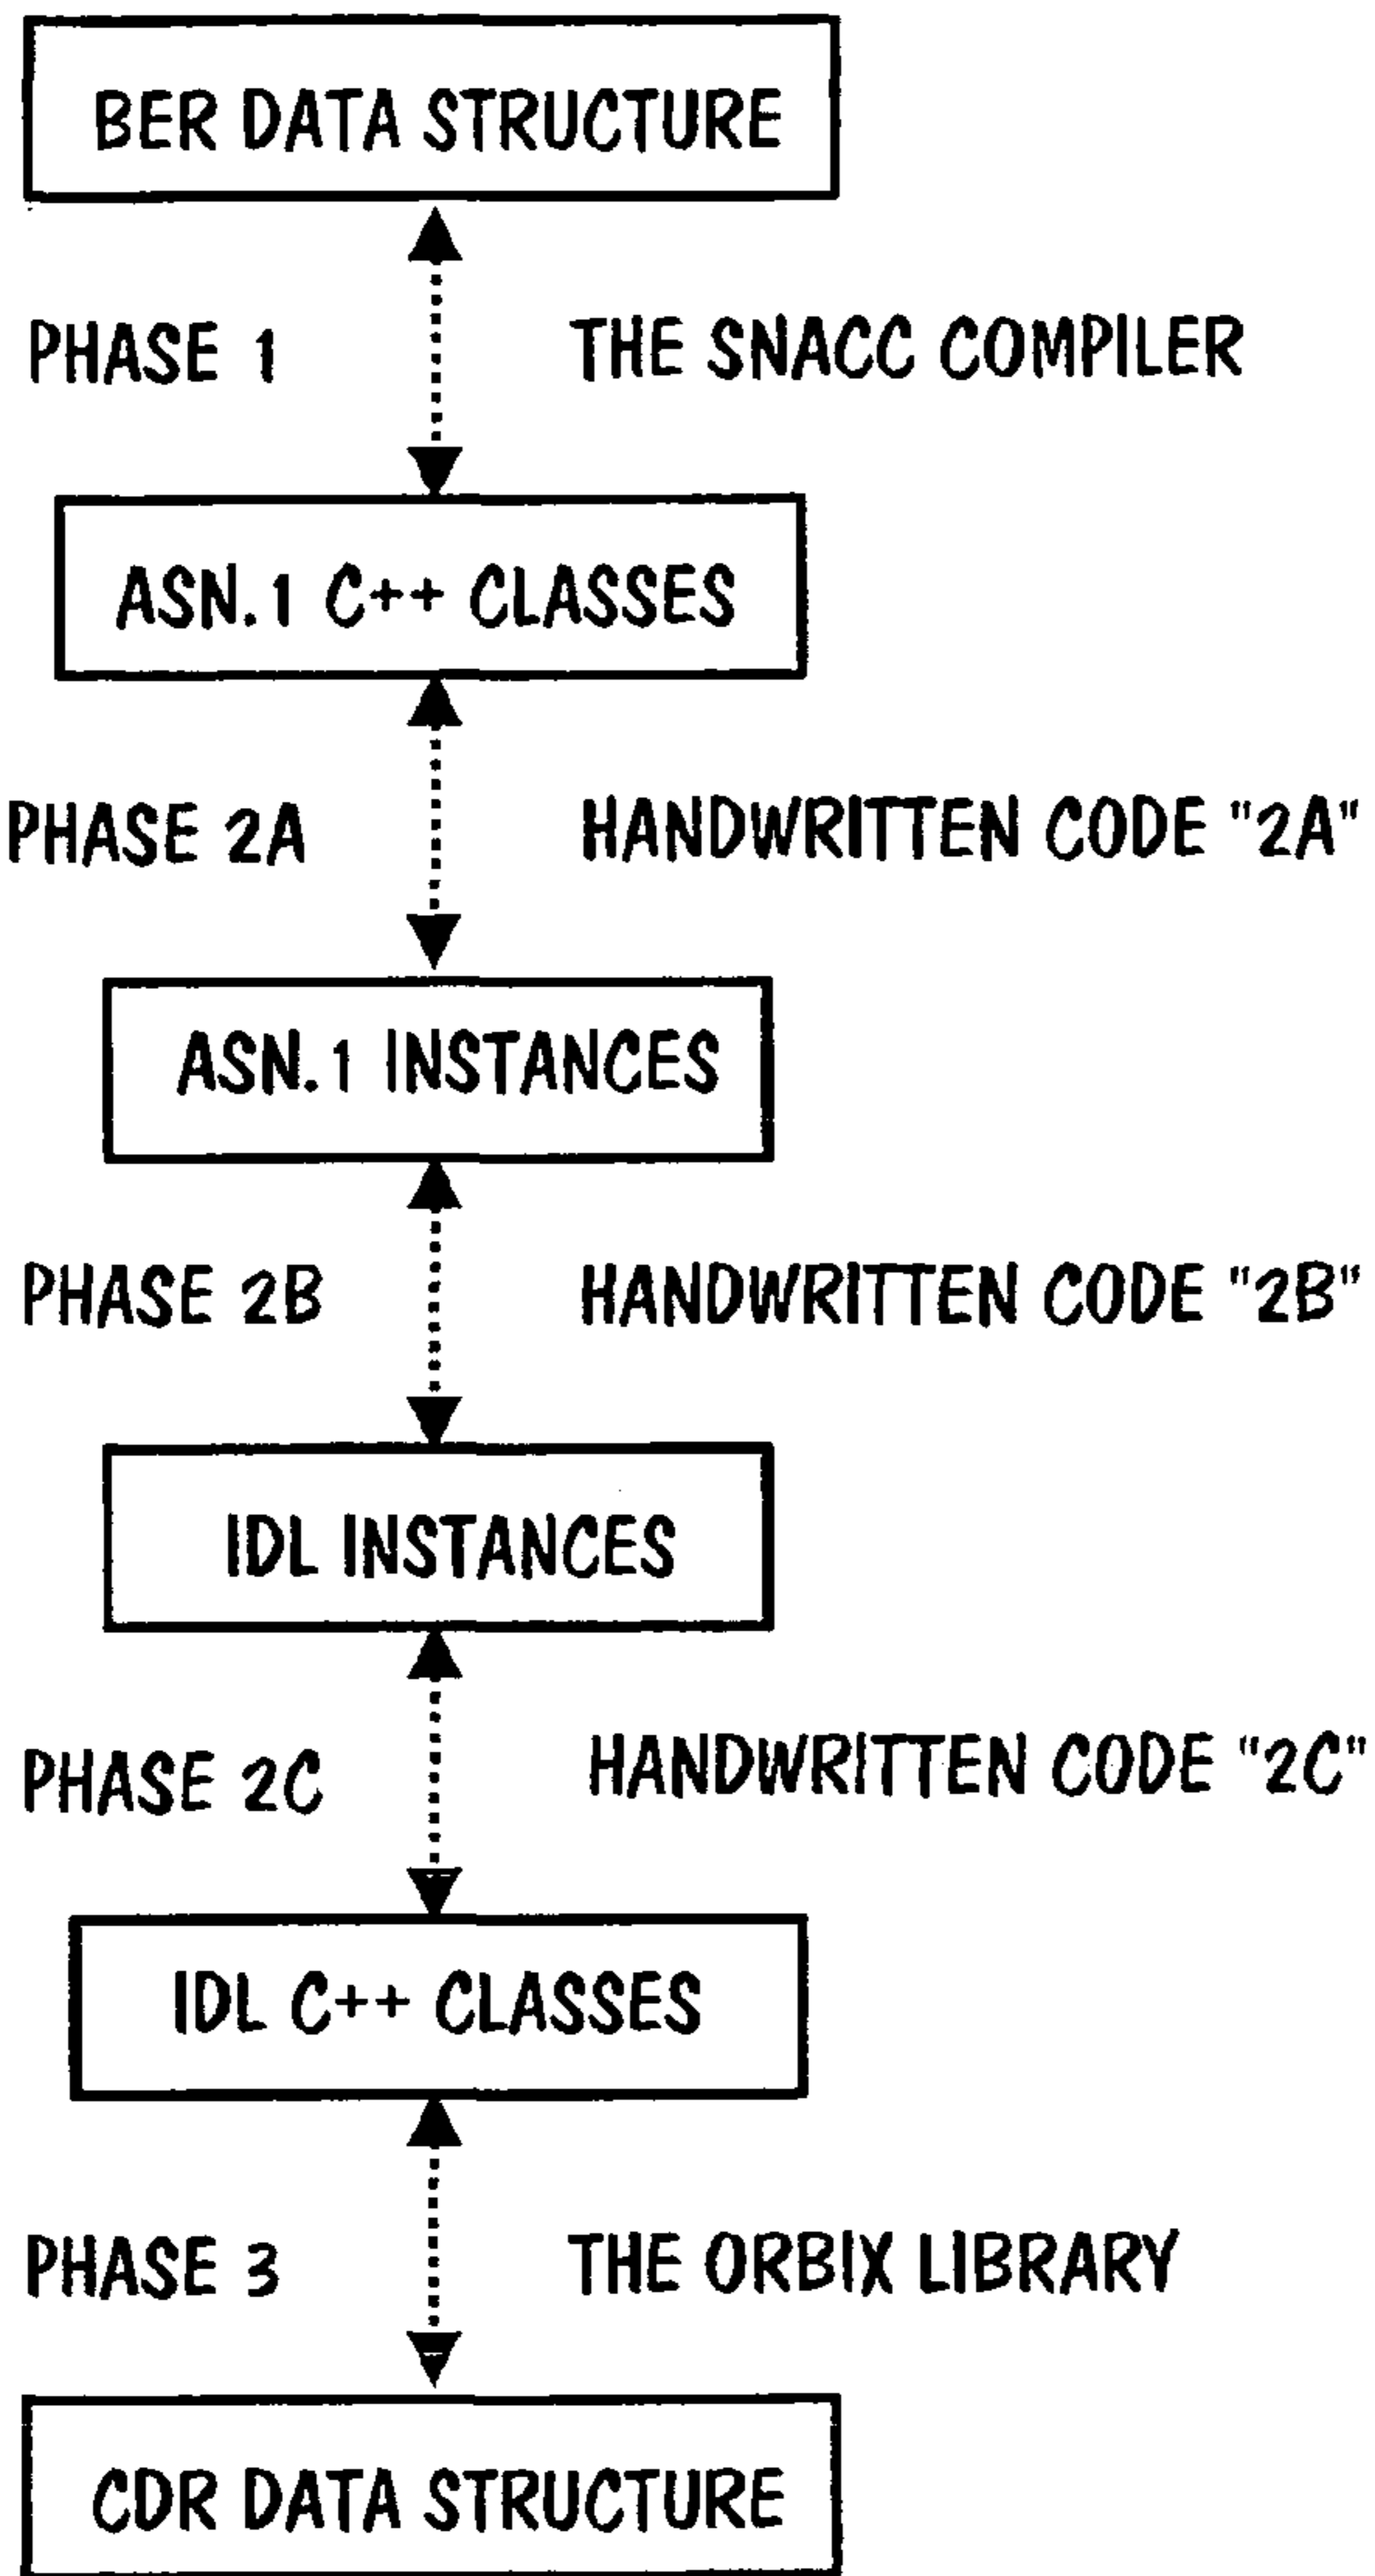 BER DATA STRUCTURE
PHASE 1 THE SNACC COMPILER
ASN.1 C++ CLASSES
PHASE 2A HANDWRITTEN CODE "2A"
ASN.1 INSTANCES
PHASE 2B HANDWRITTEN CODE "2B"
IDL INSTANCES
PHASE 2C HANDWRITTEN CODE "2C"
IDL C++ CLASSES
PHASE 3 THE ORBIX LIBRARY
CDR DATA STRUCTURE